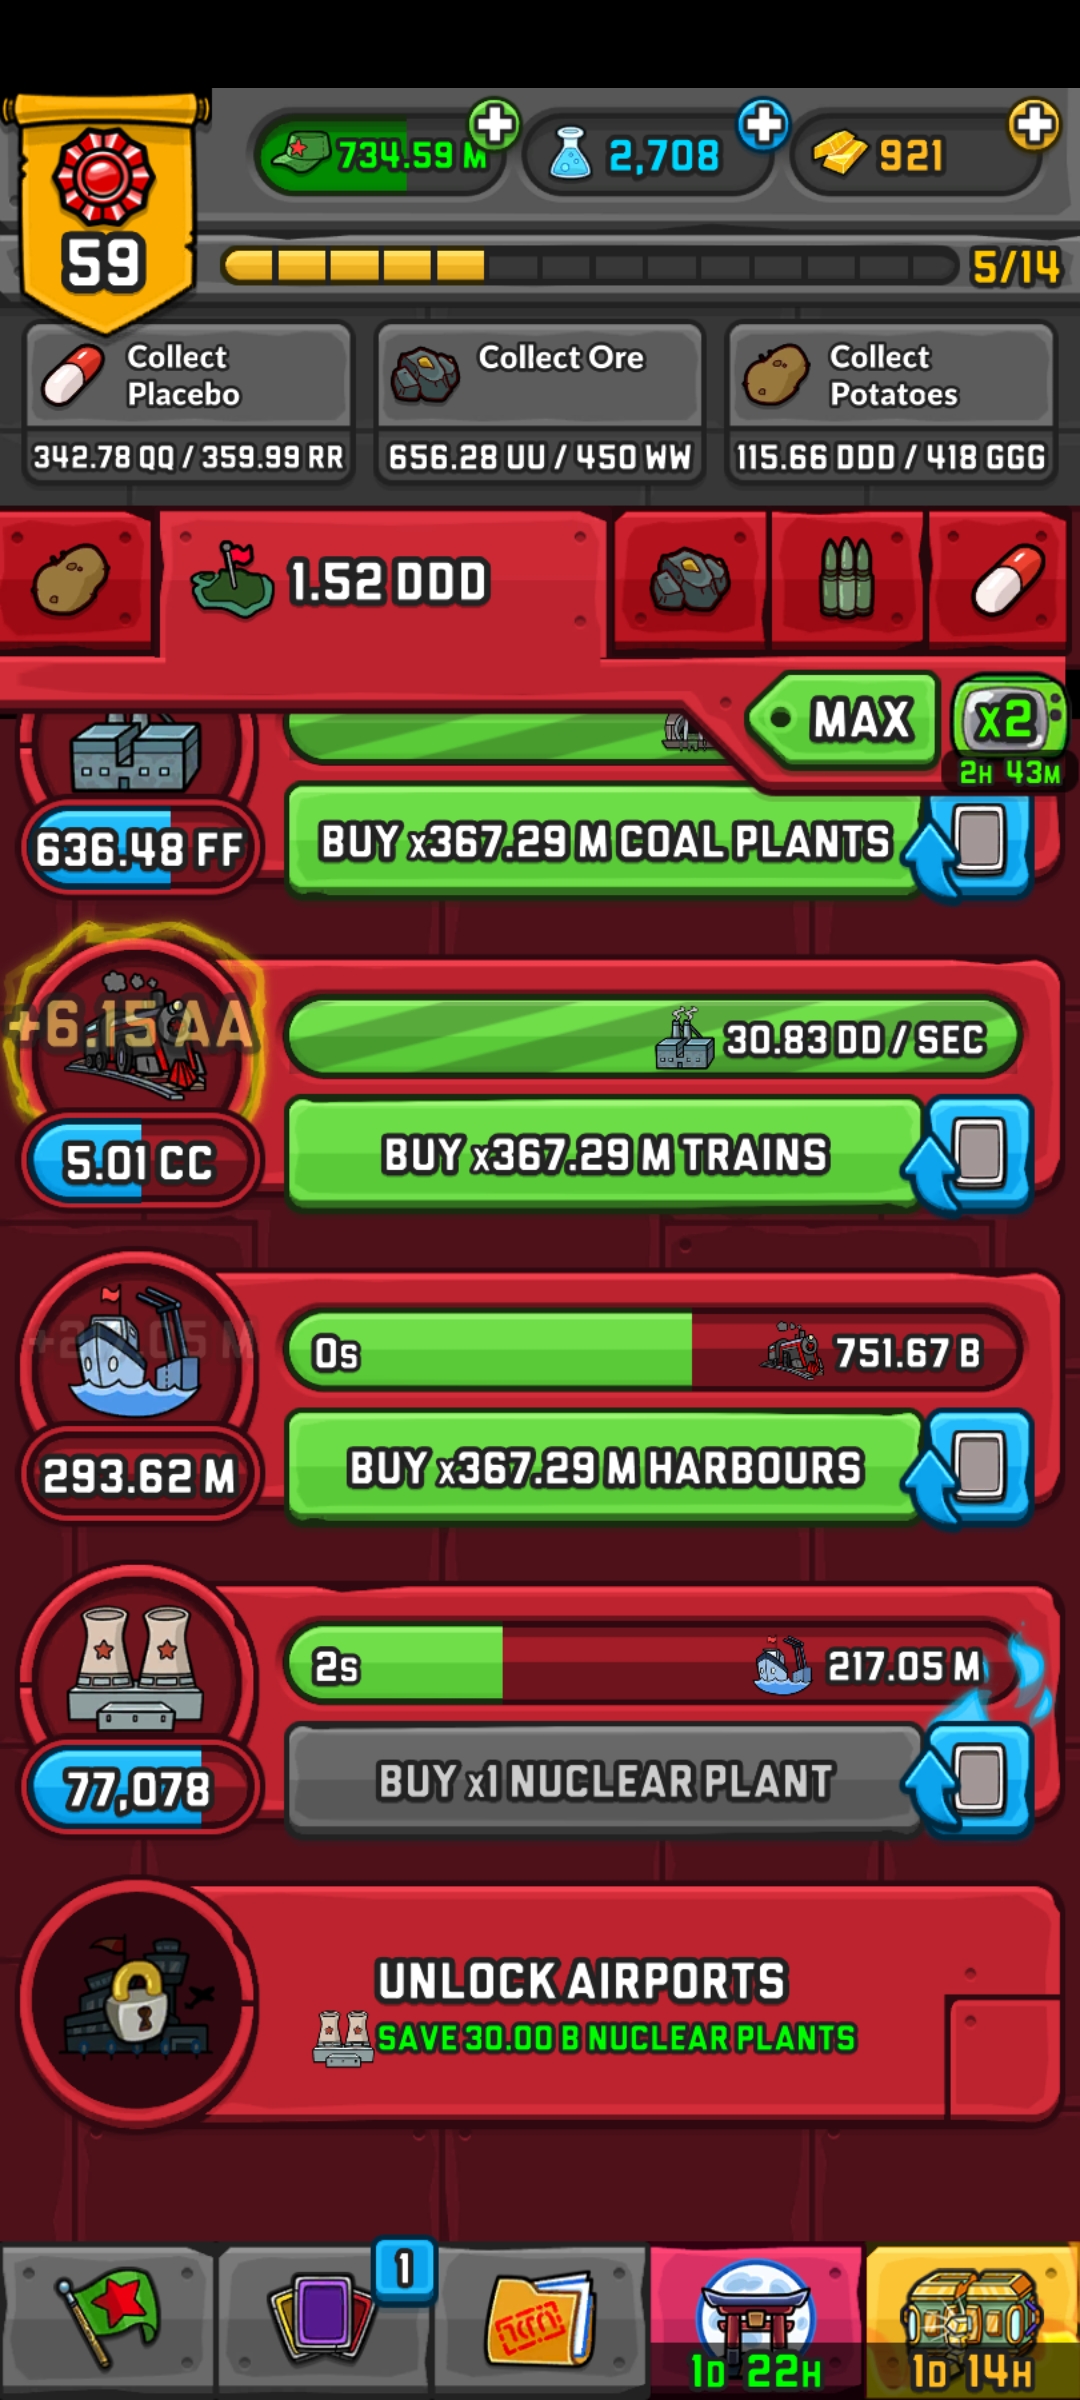 734.59 M
2,708
921
59
5/14
Collect
Placebo
342.78 QQ / 359.99 RR
Collect Ore
656.28 UU / 450 WW
Collect
Potatoes
115.66 DDD / 418 GGG
1.52 DDD
MAX
x2
2H 43M
636.48 FF
BUY x367.29 M COAL PLANTS
+6.15 AA
30.83 DD / SEC
5.01 CC
BUY x367.29 M TRAINS
0s
751.67 B
293.62 M
BUY x367.29 M HARBOURS
2s
217.05 M
77,078
BUY x1 NUCLEAR PLANT
UNLOCK AIRPORTS
SAVE 30.00 B NUCLEAR PLANTS
1
1D 22H
1D 14H